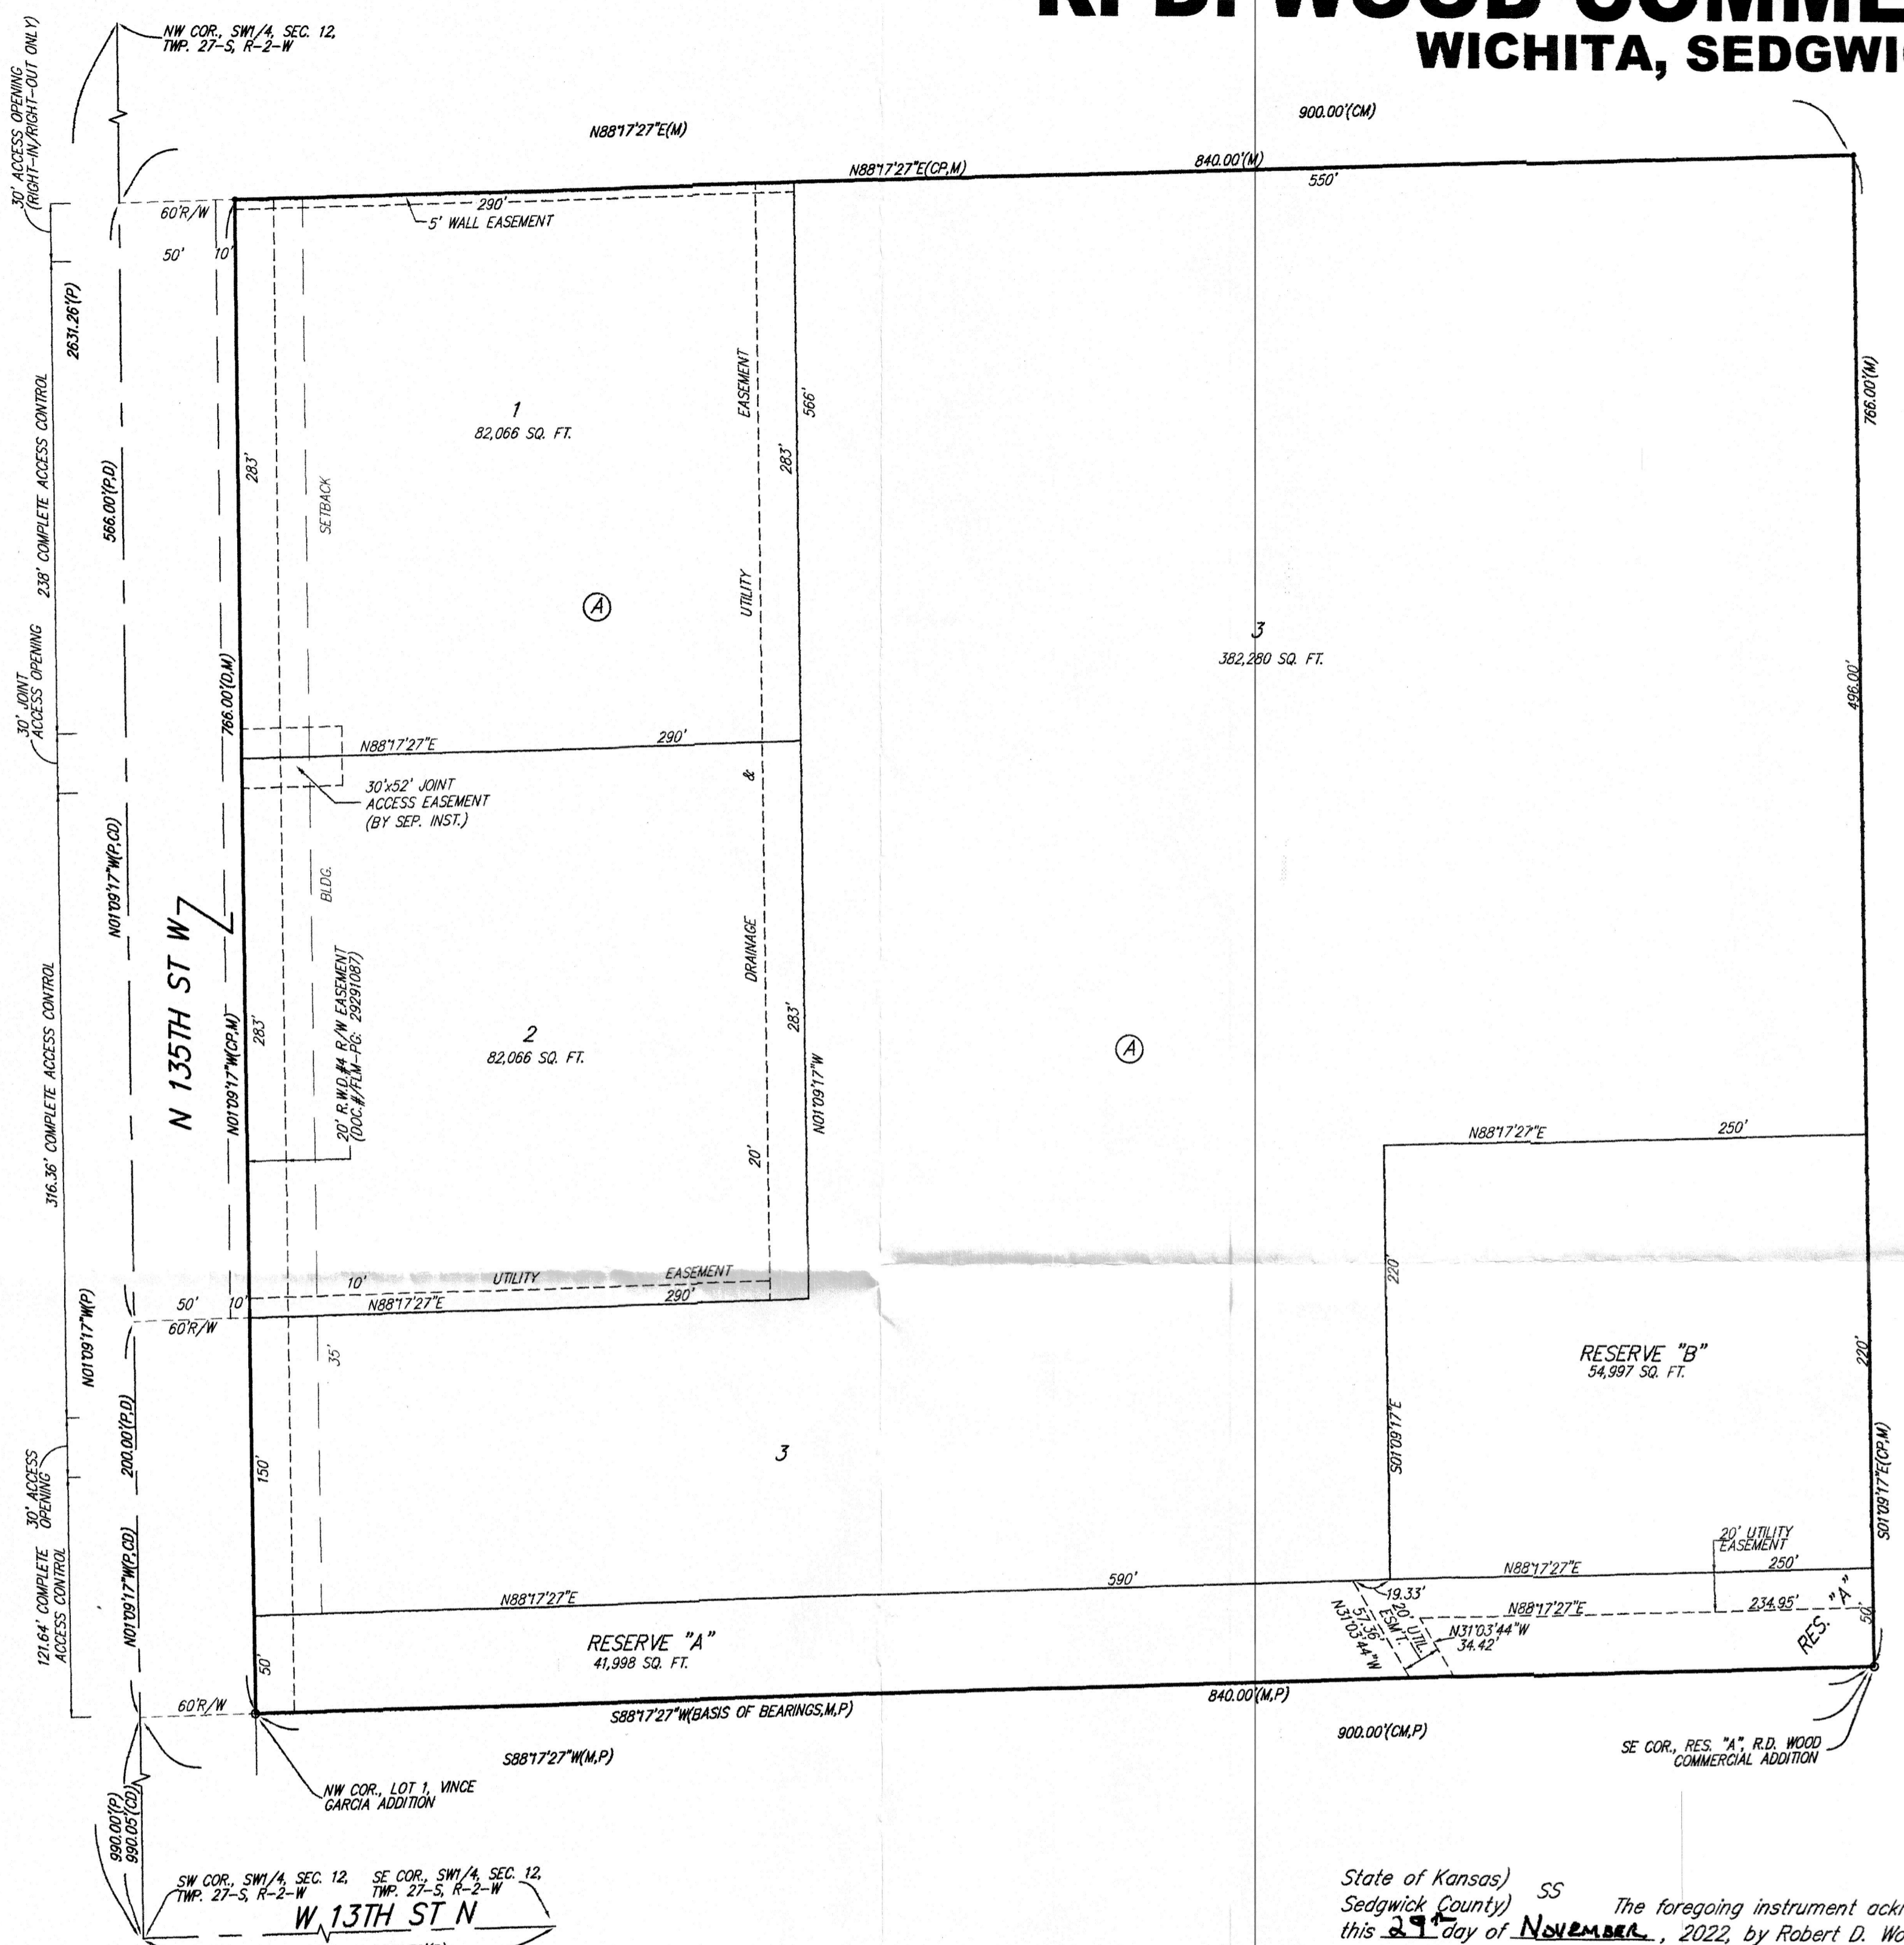 WICHITA, SEDGWI
NW COR., SW1/4, SEC. 12,
TWP. 27-S, R-2-W
30' ACCESS OPENING
(RIGHT-IN/RIGHT-OUT ONLY)
N88°17'27"E(M)
900.00'(CM)
N88°17'27"E(CP,M)
840.00'(M)
550'
60'R/W
290'
5' WALL EASEMENT
50'
10'
2631.26'(P)
238' COMPLETE ACCESS CONTROL
566.00'(P,D)
283'
SETBACK
1
82,066 SQ. FT.
EASEMENT
566'
283'
766.00'(M)
UTILITY
A
3
382,280 SQ. FT.
496.00'
30' JOINT
ACCESS OPENING
766.00'(D,M)
N88°17'27"E
290'
30'x52' JOINT
ACCESS EASEMENT
(BY SEP. INST.)
&
N01°09'17"W(P,CD)
BLDG.
N 135TH ST W
DRAINAGE
316.36' COMPLETE ACCESS CONTROL
N01°09'17"W(CP,M)
283'
20' R.W.D.#4 R/W EASEMENT
(DOC.#/FLM-PG: 29291087)
2
82,066 SQ. FT.
283'
N01°09'17"W
20'
A
N88°17'27"E
250'
220'
10'
UTILITY
EASEMENT
N88°17'27"E
290'
50'
10'
60'R/W
N01°09'17"W(P)
35'
RESERVE "B"
54,997 SQ. FT.
220'
S01°09'17"E
S01°09'17"E(CP,M)
200.00'(P,D)
150'
3
30' ACCESS
OPENING
121.64' COMPLETE
ACCESS CONTROL
N01°09'17"W(P,CD)
20' UTILITY
EASEMENT
N88°17'27"E
250'
N88°17'27"E
590'
19.33'
20' UTIL.
ESM'T.
57.36'
N31°03'44"W
N88°17'27"E
234.95'
N31°03'44"W
34.42'
RES. "A"
50'
RESERVE "A"
41,998 SQ. FT.
50'
60'R/W
S88°17'27"W(BASIS OF BEARINGS,M,P)
840.00'(M,P)
S88°17'27"W(M,P)
900.00'(CM,P)
SE COR., RES. "A", R.D. WOOD
COMMERCIAL ADDITION
NW COR., LOT 1, VINCE
GARCIA ADDITION
990.00'(P)
990.05'(CD)
SW COR., SW1/4, SEC. 12,
TWP. 27-S, R-2-W
SE COR., SW1/4, SEC. 12,
TWP. 27-S, R-2-W
W 13TH ST N
State of Kansas)
Sedgwick County) SS The foregoing instrument ackn
this 29th day of NOVEMBER, 2022, by Robert D. Wo